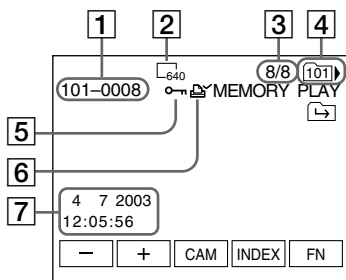 1 2 3 4
640 8/8 101
101–0008 MEMORY PLAY
5
6
7
4 7 2003
12:05:56
– + CAM INDEX FN